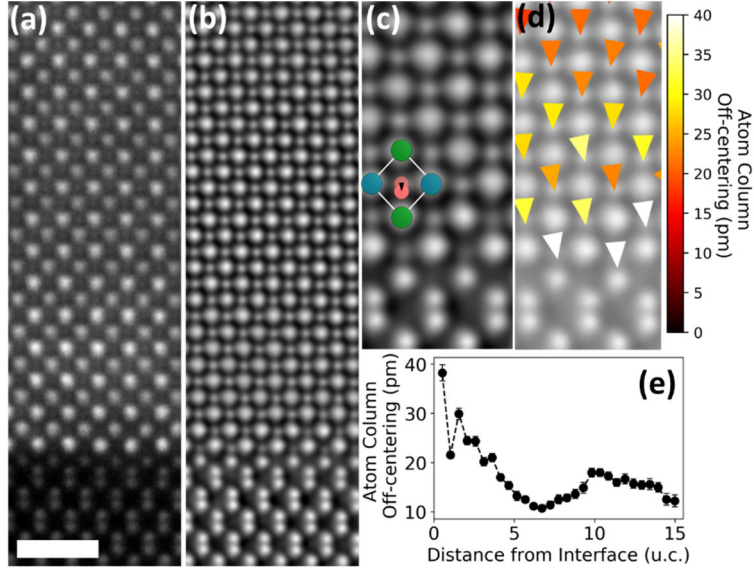 (a)
(b)
(c)
(d)
40
35
30
25
20
15
10
5
0
Atom Column
Off-centering (pm)
(e)
40
30
20
10
Atom Column
Off-centering (pm)
0
5
10
15
Distance from Interface (u.c.)